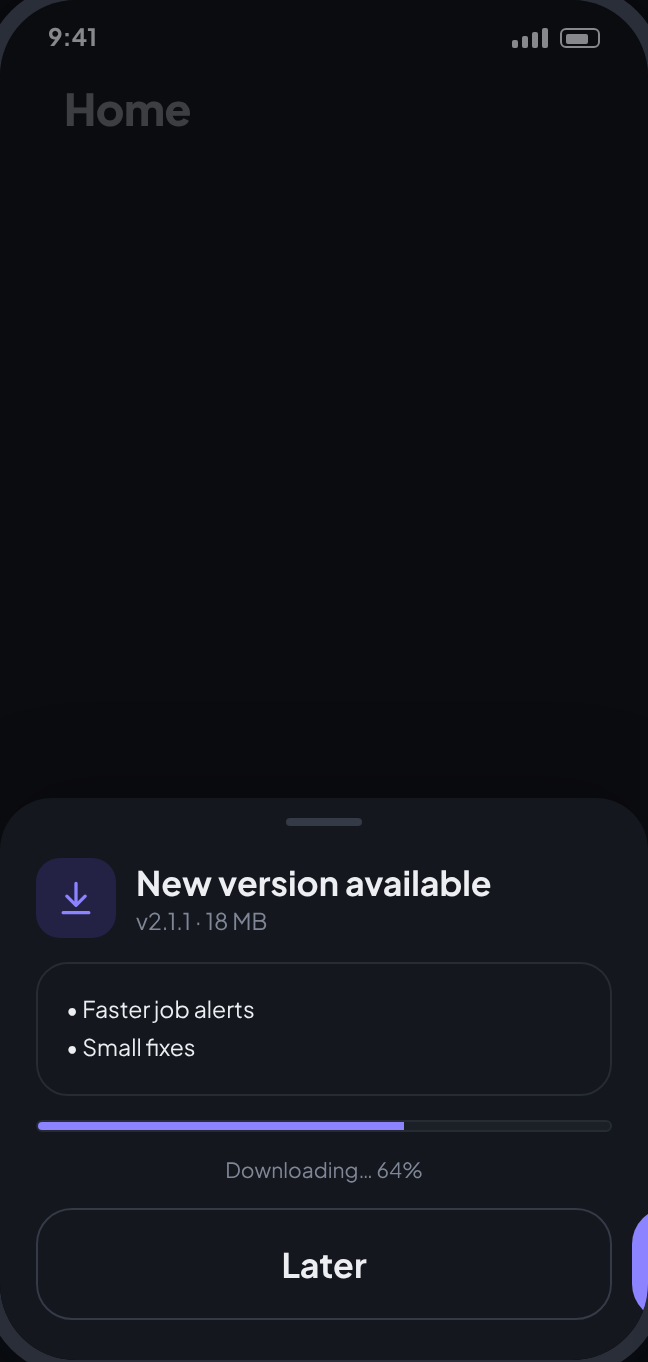 9:41
Home
New version available
v2.1.1 · 18 MB
• Faster job alerts
• Small fixes
Downloading… 64%
Later